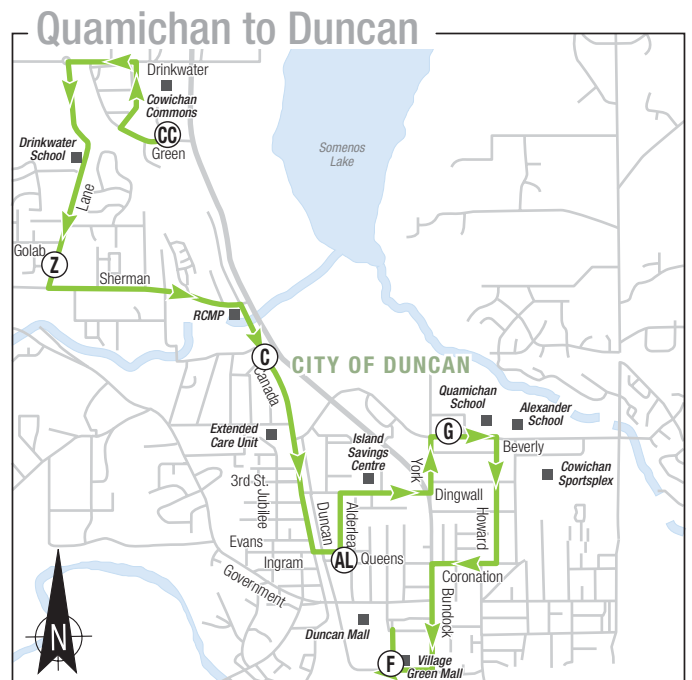 Quamichan to Duncan
Drinkwater
Cowichan
Commons
CC
Green
Drinkwater
School
Lane
Somenos
Lake
Golab
Z
Sherman
RCMP
C
CITY OF DUNCAN
Canada
Quamichan
School
Alexander
School
G
Beverly
Extended
Care Unit
Island
Savings
Centre
York
Cowichan
Sportsplex
3rd St.
Jubilee
Duncan
Alderlea
Dingwall
Howard
Evans
Ingram
AL
Queens
Government
Coronation
Bundock
Duncan Mall
F
Village
Green Mall
N